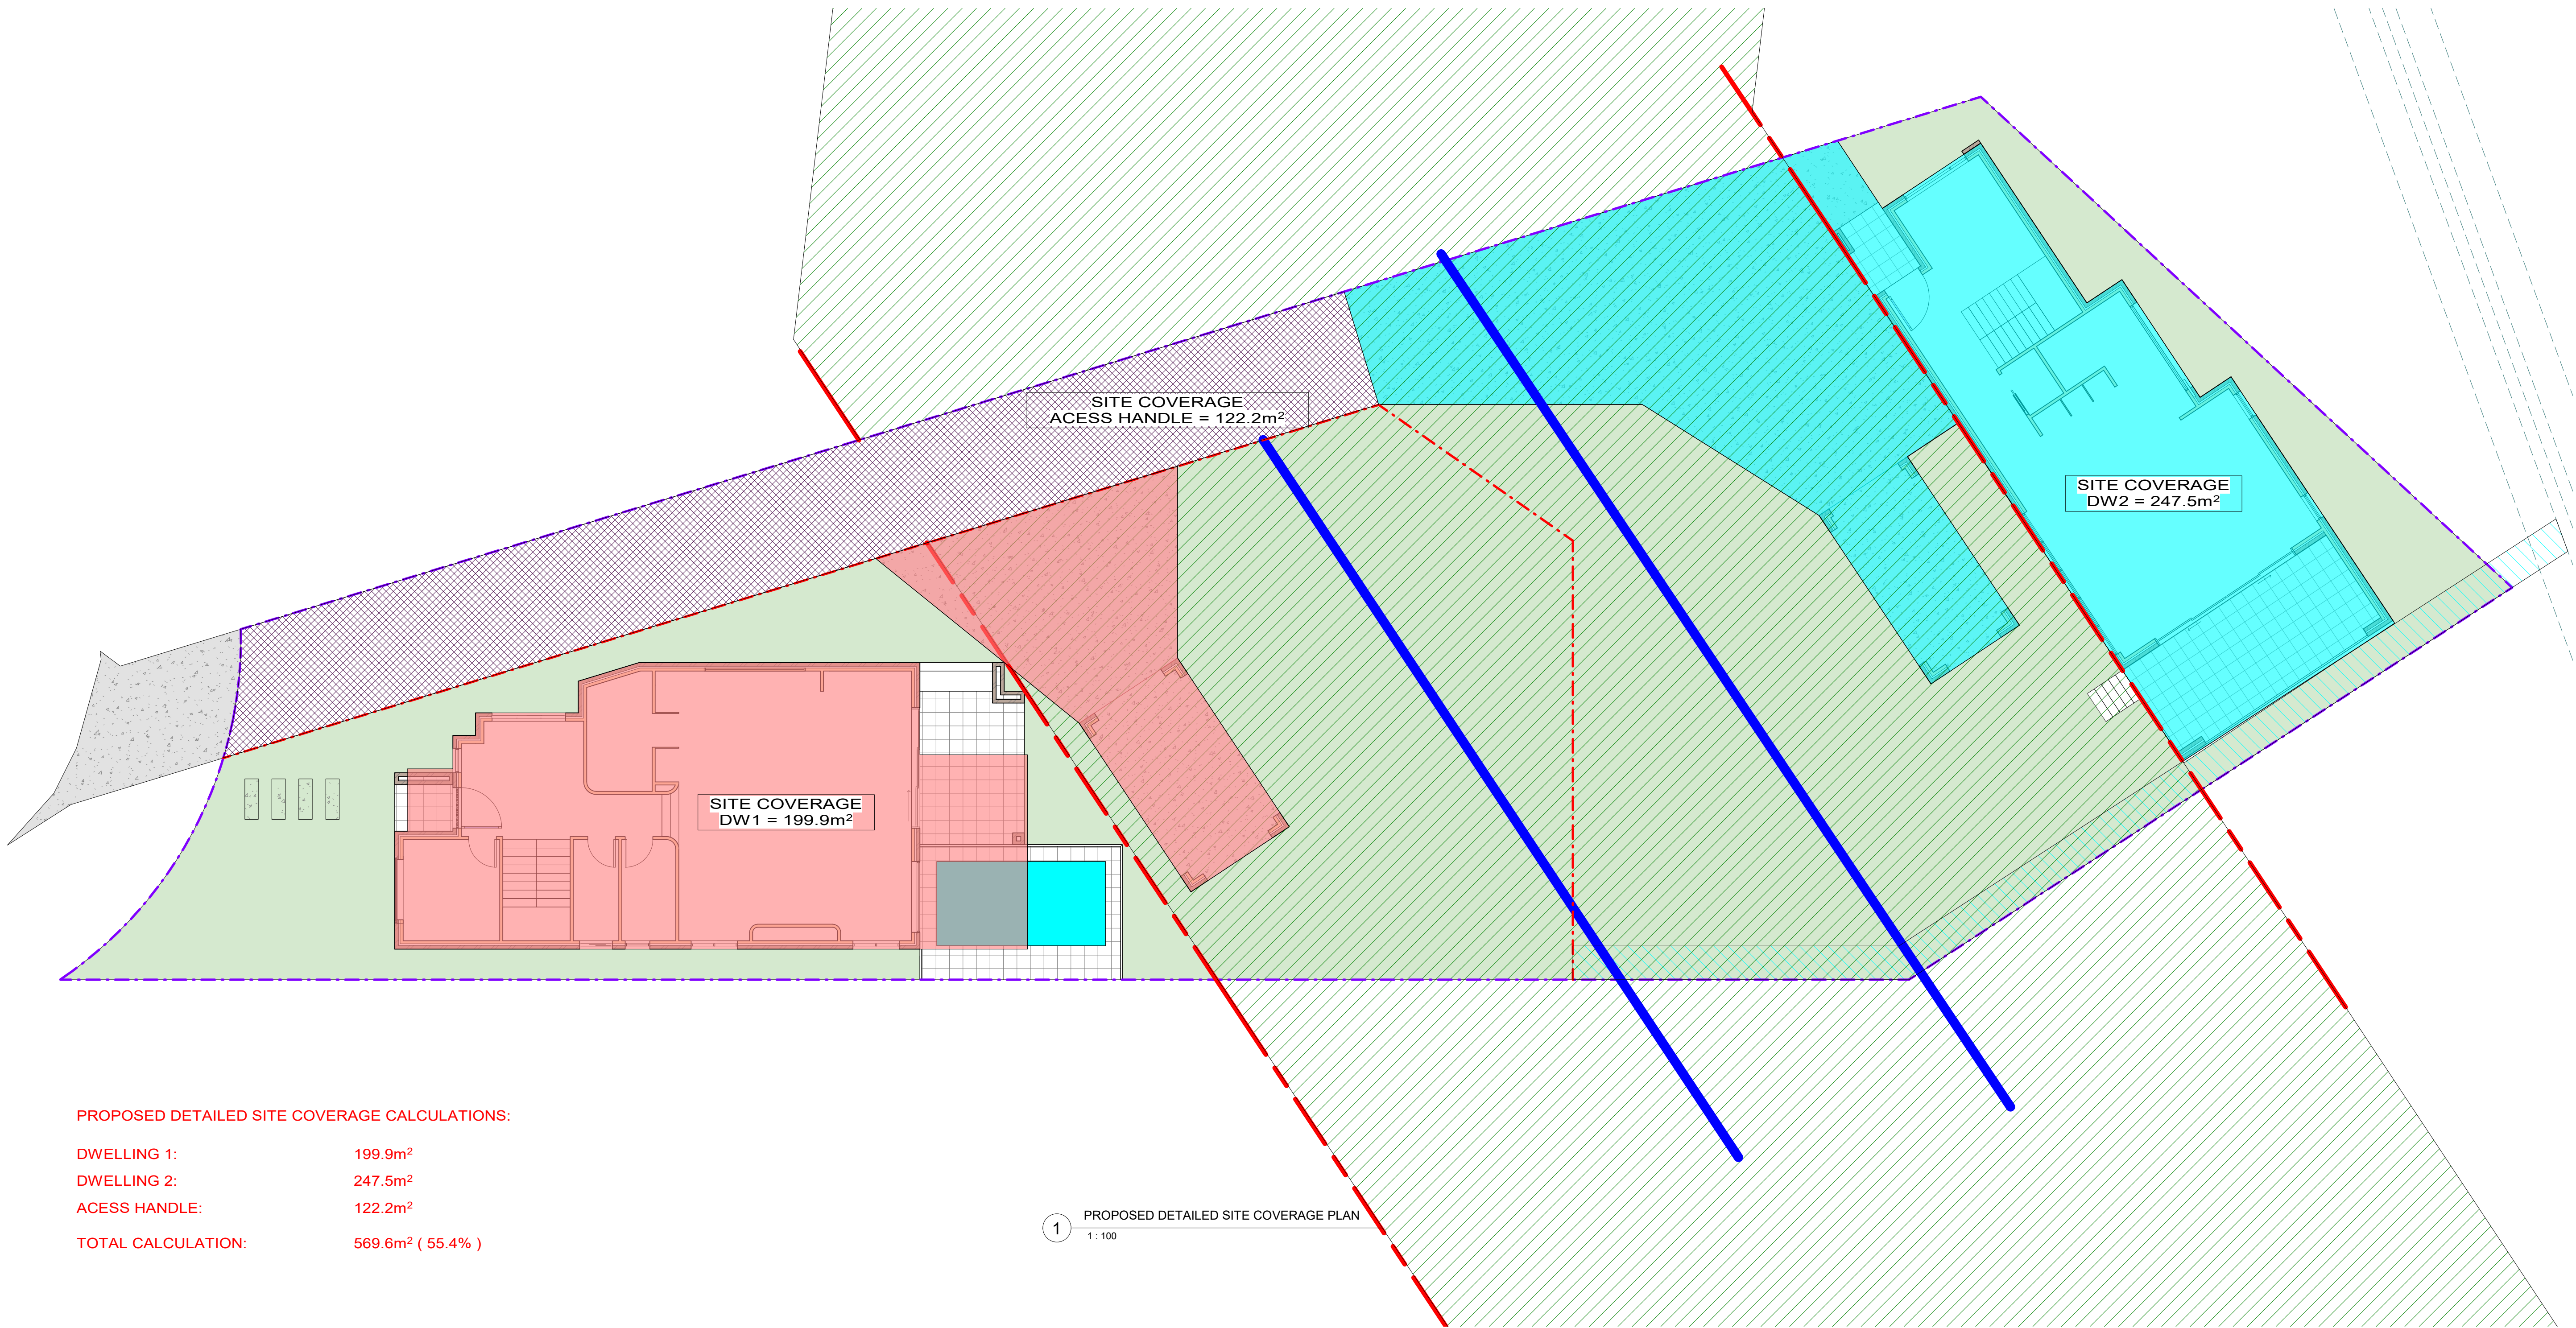 SITE COVERAGE
ACESS HANDLE = 122.2m²
SITE COVERAGE
DW2 = 247.5m²
SITE COVERAGE
DW1 = 199.9m²
PROPOSED DETAILED SITE COVERAGE CALCULATIONS:
DWELLING 1: 199.9m²
DWELLING 2: 247.5m²
ACESS HANDLE: 122.2m²
TOTAL CALCULATION: 569.6m² ( 55.4% )
1 PROPOSED DETAILED SITE COVERAGE PLAN
1 : 100